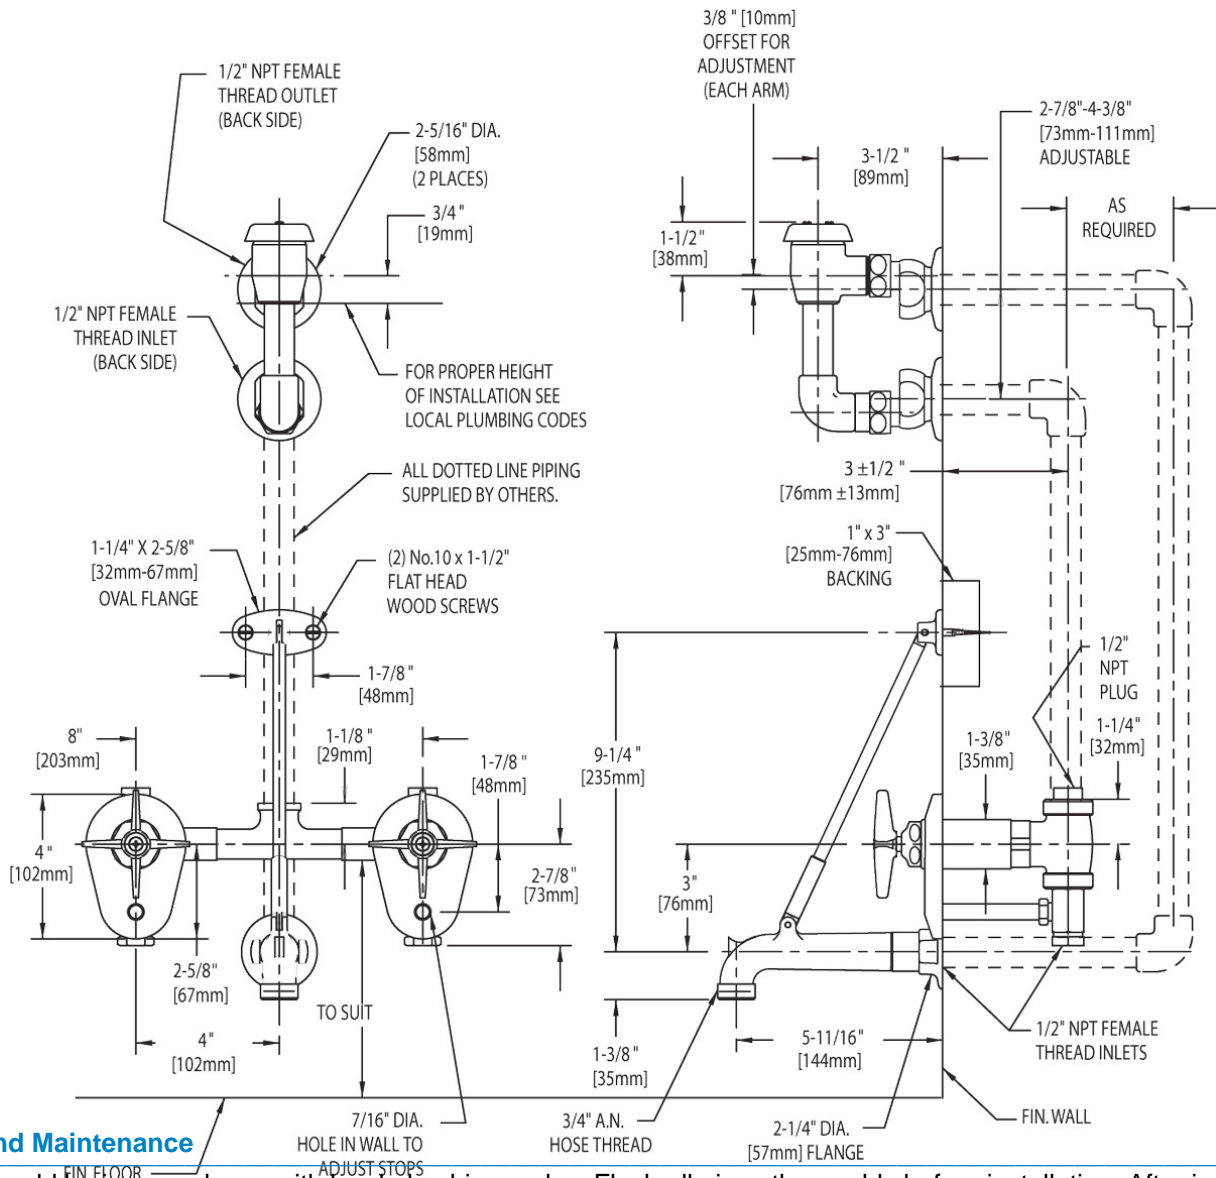 3/8 " [10mm]
OFFSET FOR
ADJUSTMENT
(EACH ARM)
1/2" NPT FEMALE
THREAD OUTLET
(BACK SIDE)
2-5/16" DIA.
[58mm]
(2 PLACES)
3/4 "
[19mm]
1/2" NPT FEMALE
THREAD INLET
(BACK SIDE)
FOR PROPER HEIGHT
OF INSTALLATION SEE
LOCAL PLUMBING CODES
ALL DOTTED LINE PIPING
SUPPLIED BY OTHERS.
1-1/4" X 2-5/8"
[32mm-67mm]
OVAL FLANGE
(2) No.10 x 1-1/2"
FLAT HEAD
WOOD SCREWS
1-7/8 "
[48mm]
8"
[203mm]
1-1/8 "
[29mm]
1-7/8 "
[48mm]
4"
[102mm]
2-7/8"
[73mm]
2-5/8"
[67mm]
TO SUIT
4"
[102mm]
7/16" DIA.
HOLE IN WALL TO
ADJUST STOPS
FIN. FLOOR
2-7/8"-4-3/8"
[73mm-111mm]
ADJUSTABLE
3-1/2 "
[89mm]
AS
REQUIRED
1-1/2"
[38mm]
3 ±1/2 "
[76mm ±13mm]
1" x 3"
[25mm-76mm]
BACKING
1/2"
NPT
PLUG
1-1/4"
[32mm]
1-3/8"
[35mm]
9-1/4 "
[235mm]
3"
[76mm]
5-11/16"
[144mm]
1-3/8"
[35mm]
1/2" NPT FEMALE
THREAD INLETS
3/4" A.N.
HOSE THREAD
2-1/4" DIA.
[57mm] FLANGE
FIN. WALL
nd Maintenance